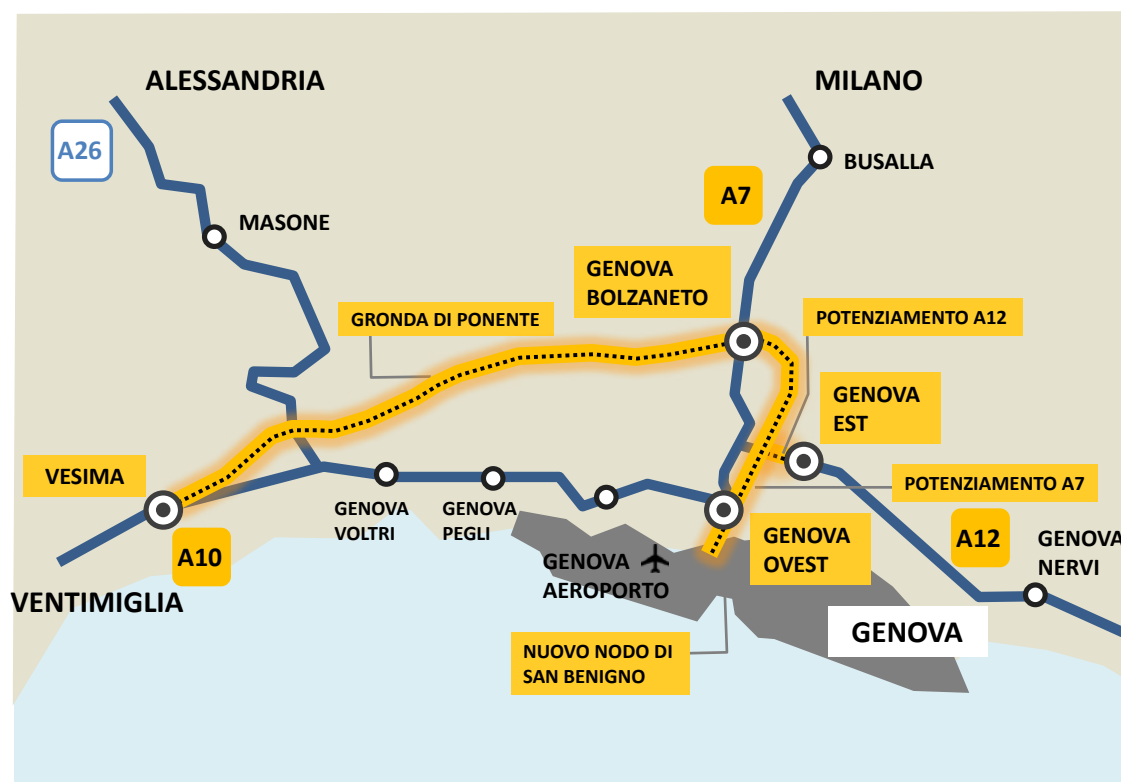 ALESSANDRIA
MILANO
A26
BUSALLA
A7
MASONE
GENOVA
BOLZANETO
GRONDA DI PONENTE
POTENZIAMENTO A12
GENOVA
EST
VESIMA
POTENZIAMENTO A7
GENOVA
VOLTRI
GENOVA
PEGLI
A10
GENOVA
AEROPORTO
GENOVA
OVEST
A12
GENOVA
NERVI
VENTIMIGLIA
GENOVA
NUOVO NODO DI
SAN BENIGNO